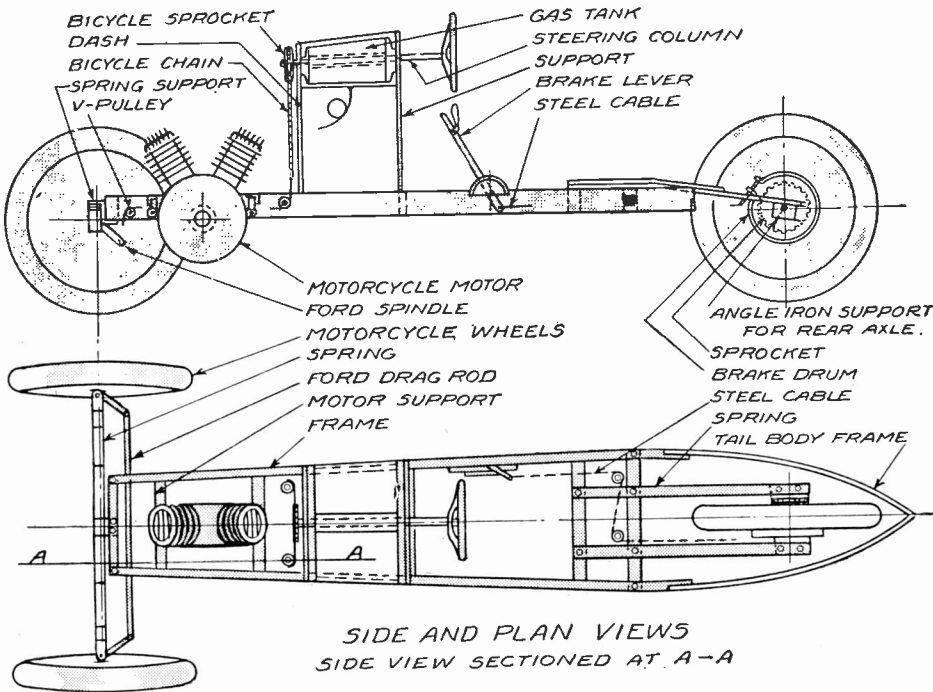 BICYCLE SPROCKET
DASH
BICYCLE CHAIN
SPRING SUPPORT
V-PULLEY
GAS TANK
STEERING COLUMN
SUPPORT
BRAKE LEVER
STEEL CABLE
MOTORCYCLE MOTOR
FORD SPINDLE
MOTORCYCLE WHEELS
SPRING
FORD DRAG ROD
MOTOR SUPPORT
FRAME
ANGLE IRON SUPPORT
FOR REAR AXLE.
SPROCKET
BRAKE DRUM
STEEL CABLE
SPRING
TAIL BODY FRAME
A
A
SIDE AND PLAN VIEWS
SIDE VIEW SECTIONED AT A-A